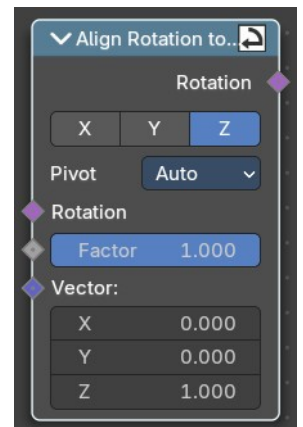 Align Rotation to..
Rotation
X Y Z
Pivot Auto
Rotation
Factor 1.000
Vector:
X 0.000
Y 0.000
Z 1.000